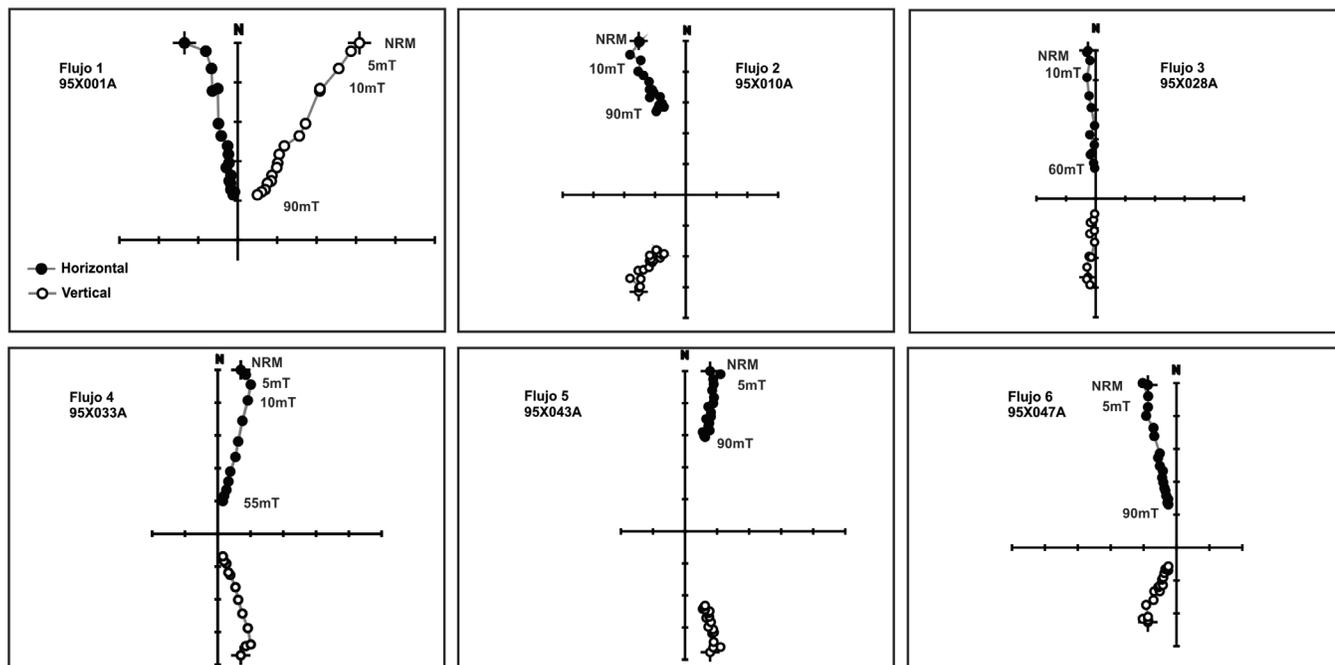 N
NRM
5mT
10mT
Flujo 1
95X001A
90mT
Horizontal
Vertical
N
NRM
10mT
Flujo 2
95X010A
90mT
N
NRM
10mT
Flujo 3
95X028A
60mT
N
NRM
5mT
10mT
Flujo 4
95X033A
55mT
N
NRM
5mT
Flujo 5
95X043A
90mT
N
NRM
5mT
Flujo 6
95X047A
90mT